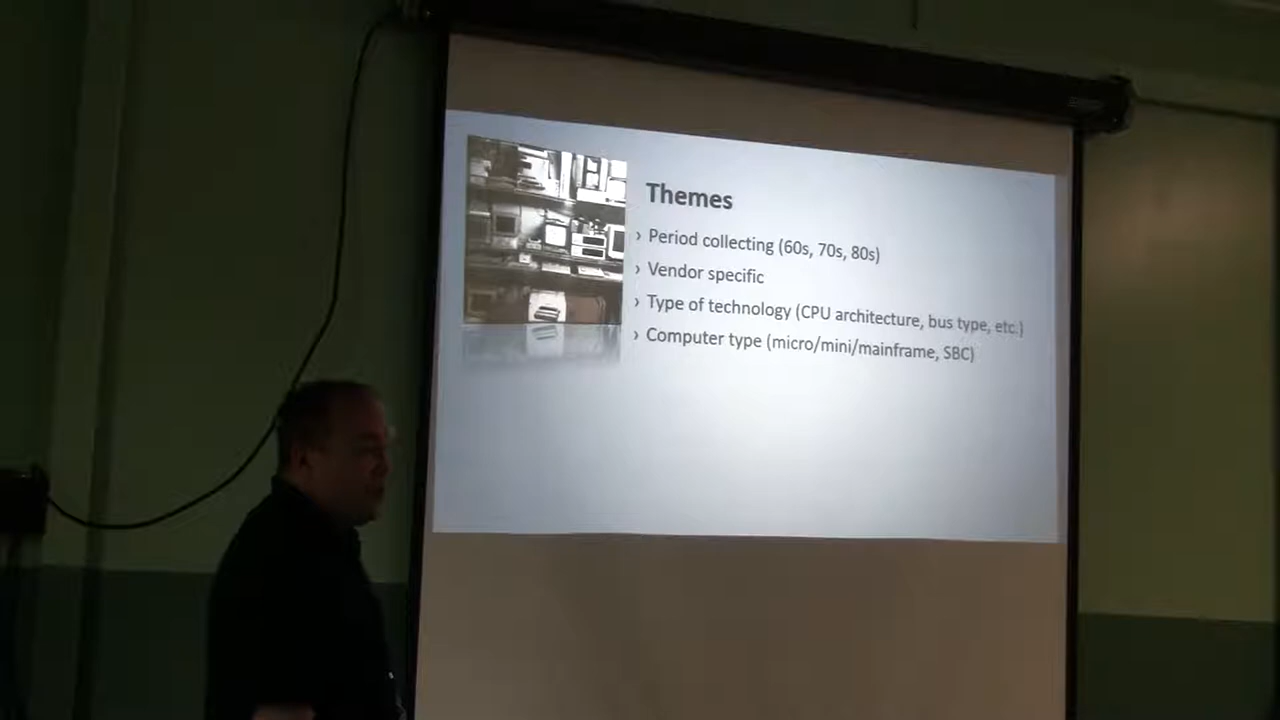 Themes
› Period collecting (60s, 70s, 80s)
› Vendor specific
› Type of technology (CPU architecture, bus type, etc.)
› Computer type (micro/mini/mainframe, SBC)